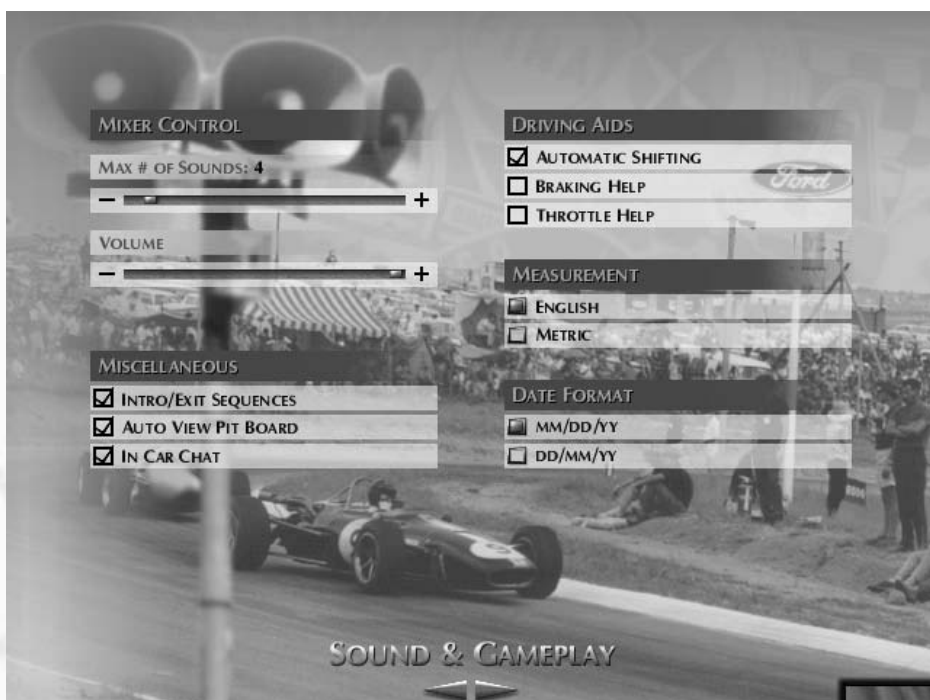 MIXER CONTROL
MAX # OF SOUNDS: 4
– +
VOLUME
– +
MISCELLANEOUS
INTRO/EXIT SEQUENCES
AUTO VIEW PIT BOARD
IN CAR CHAT
DRIVING AIDS
AUTOMATIC SHIFTING
BRAKING HELP
THROTTLE HELP
Ford
MEASUREMENT
ENGLISH
METRIC
DATE FORMAT
MM/DD/YY
DD/MM/YY
SOUND & GAMEPLAY